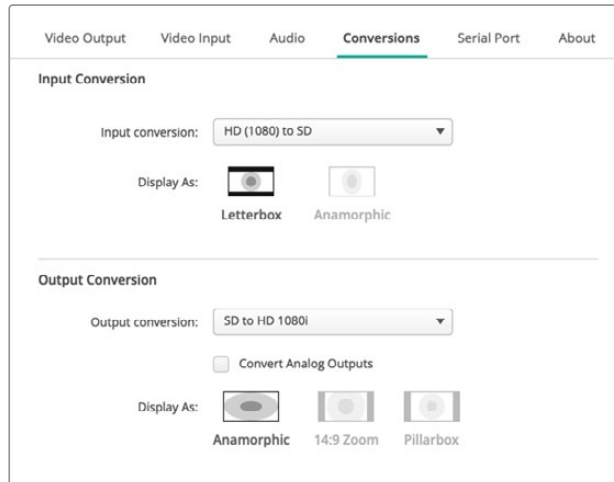 Video Output Video Input Audio Conversions Serial Port About
Input Conversion
Input conversion: HD (1080) to SD
Display As:
Letterbox Anamorphic
Output Conversion
Output conversion: SD to HD 1080i
Convert Analog Outputs
Display As:
Anamorphic 14:9 Zoom Pillarbox